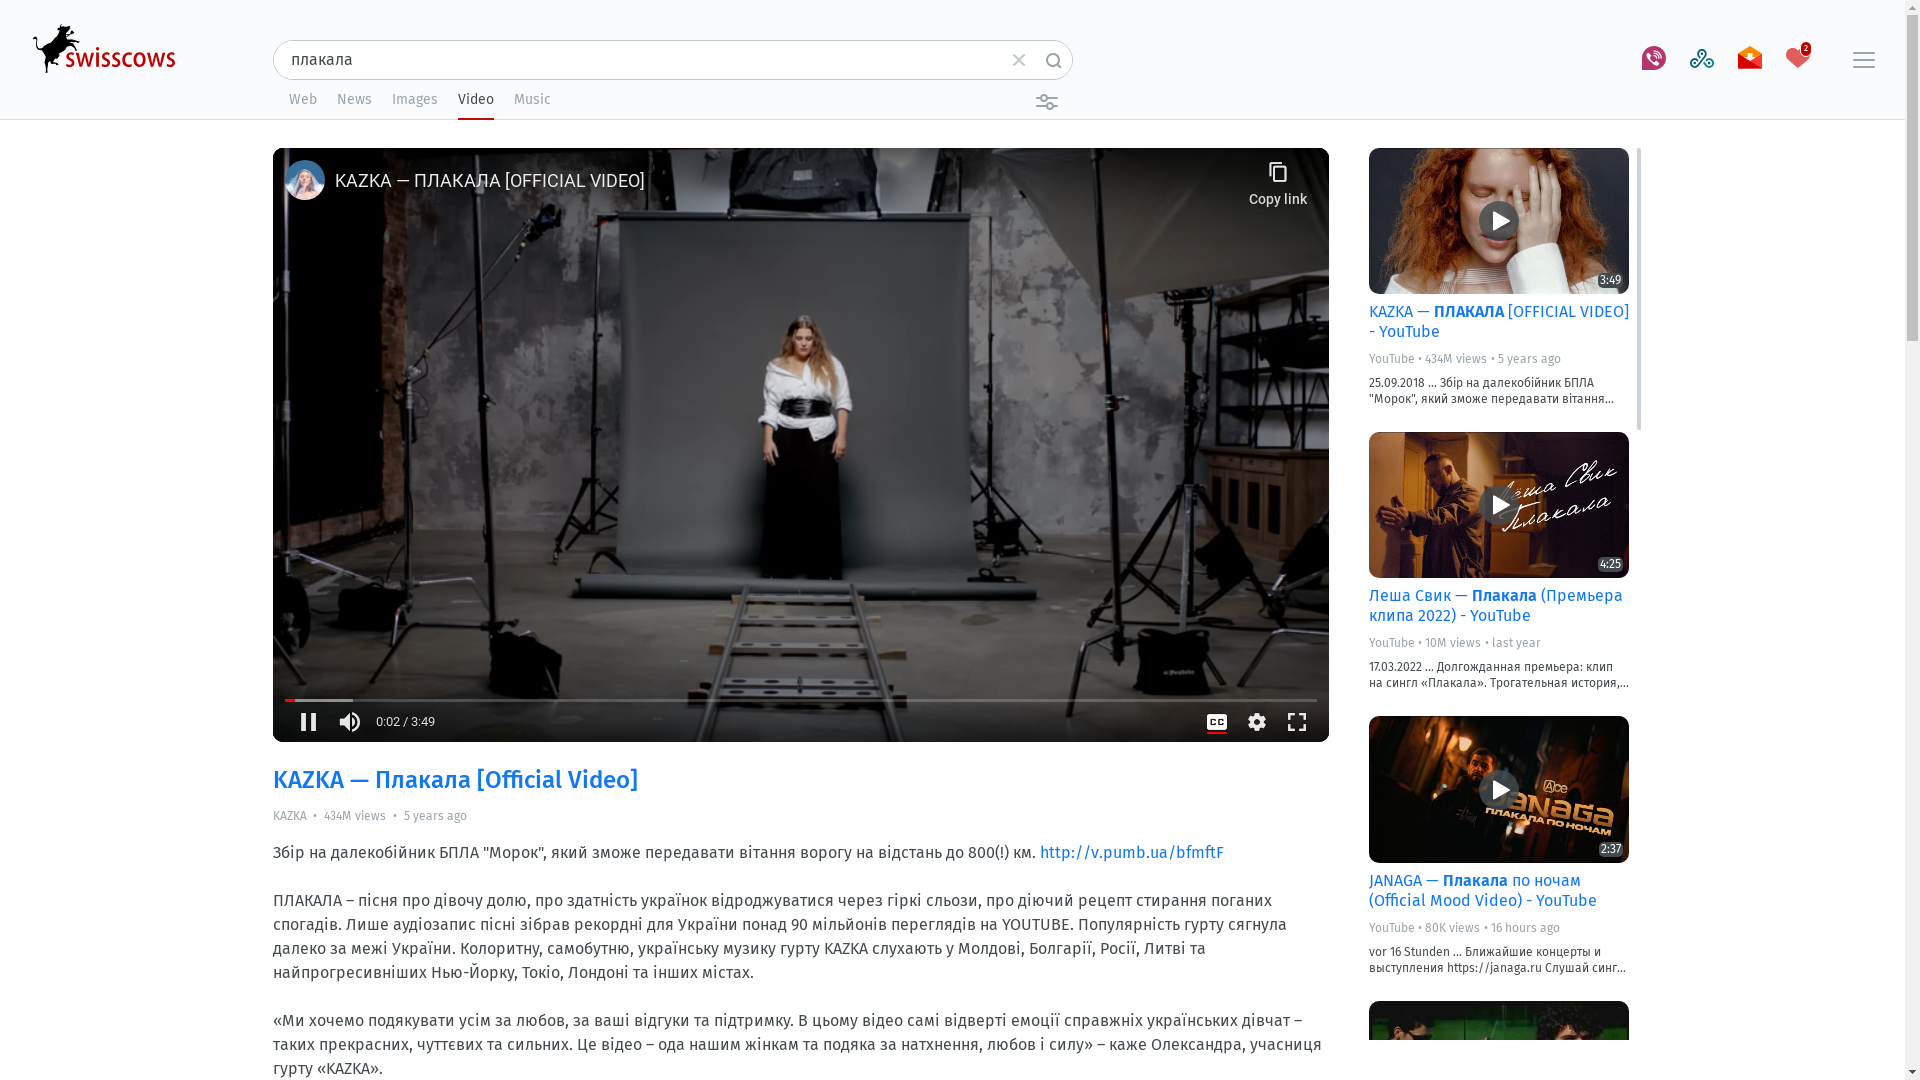 swisscows
плакала
2
Web News Images Video Music
KAZKA — ПЛАКАЛА [OFFICIAL VIDEO]
Copy link
0:02 / 3:49
CC
KAZKA — Плакала [Official Video]
KAZKA • 434M views • 5 years ago
Збір на далекобійник БПЛА "Морок", який зможе передавати вітання ворогу на відстань до 800(!) км. http://v.pumb.ua/bfmftF
ПЛАКАЛА – пісня про дівочу долю, про здатність українок відроджуватися через гіркі сльози, про діючий рецепт стирання поганих
спогадів. Лише аудіозапис пісні зібрав рекордні для України понад 90 мільйонів переглядів на YOUTUBE. Популярність гурту сягнула
далеко за межі України. Колоритну, самобутню, українську музику гурту KAZKA слухають у Молдові, Болгарії, Росії, Литві та
найпрогресивніших Нью-Йорку, Токіо, Лондоні та інших містах.
«Ми хочемо подякувати усім за любов, за ваші відгуки та підтримку. В цьому відео самі відверті емоції справжніх українських дівчат –
таких прекрасних, чуттєвих та сильних. Це відео – ода нашим жінкам та подяка за натхнення, любов і силу» – каже Олександра, учасниця
гурту «KAZKA».
3:49
KAZKA — ПЛАКАЛА [OFFICIAL VIDEO]
- YouTube
YouTube • 434M views • 5 years ago
25.09.2018 ... Збір на далекобійник БПЛА
"Морок", який зможе передавати вітання...
Лёша Свик
Плакала
4:25
Леша Свик — Плакала (Премьера
клипа 2022) - YouTube
YouTube • 10M views • last year
17.03.2022 ... Долгожданная премьера: клип
на сингл «Плакала». Трогательная история,...
JANAGA
ПЛАКАЛА ПО НОЧАМ
2:37
JANAGA — Плакала по ночам
(Official Mood Video) - YouTube
YouTube • 80K views • 16 hours ago
vor 16 Stunden ... Ближайшие концерты и
выступления https://janaga.ru Слушай синг...